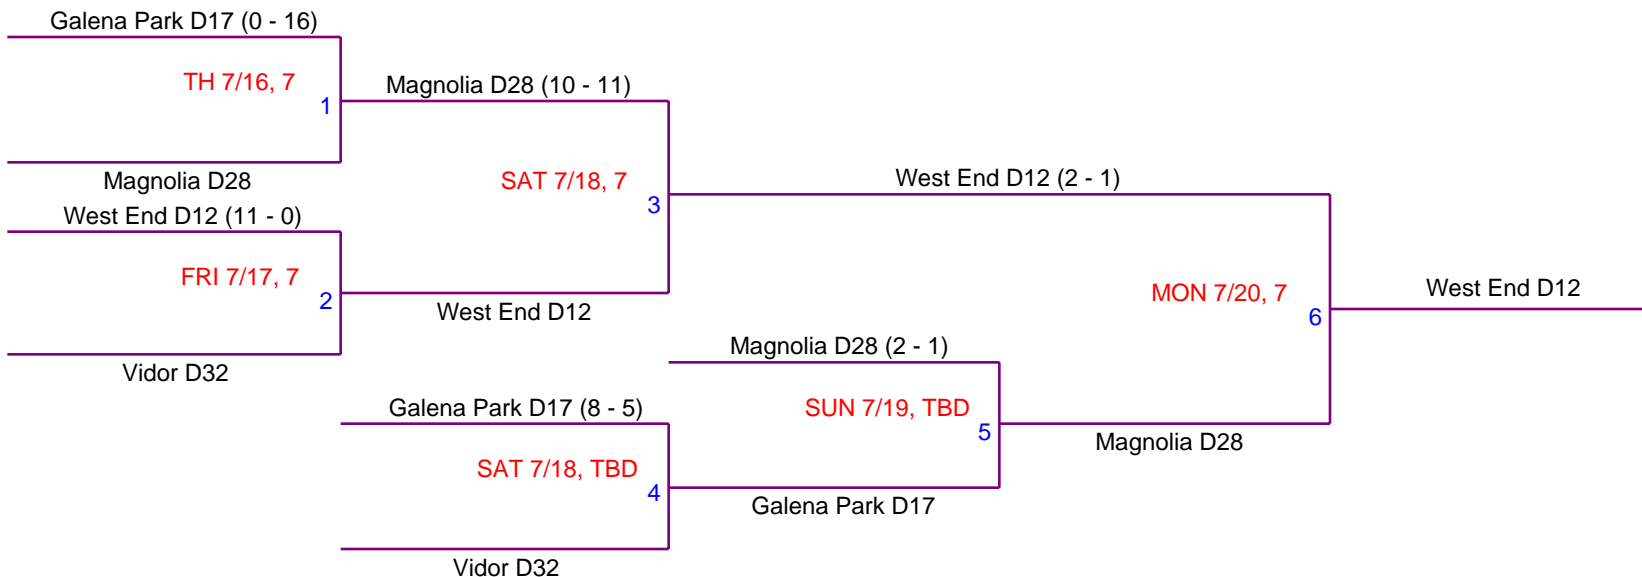 Galena Park D17 (0 - 16)
TH 7/16, 7
1
Magnolia D28
Magnolia D28 (10 - 11)
West End D12 (11 - 0)
FRI 7/17, 7
2
Vidor D32
SAT 7/18, 7
3
West End D12
West End D12 (2 - 1)
Galena Park D17 (8 - 5)
SAT 7/18, TBD
4
Vidor D32
Magnolia D28 (2 - 1)
SUN 7/19, TBD
5
Galena Park D17
MON 7/20, 7
6
Magnolia D28
West End D12